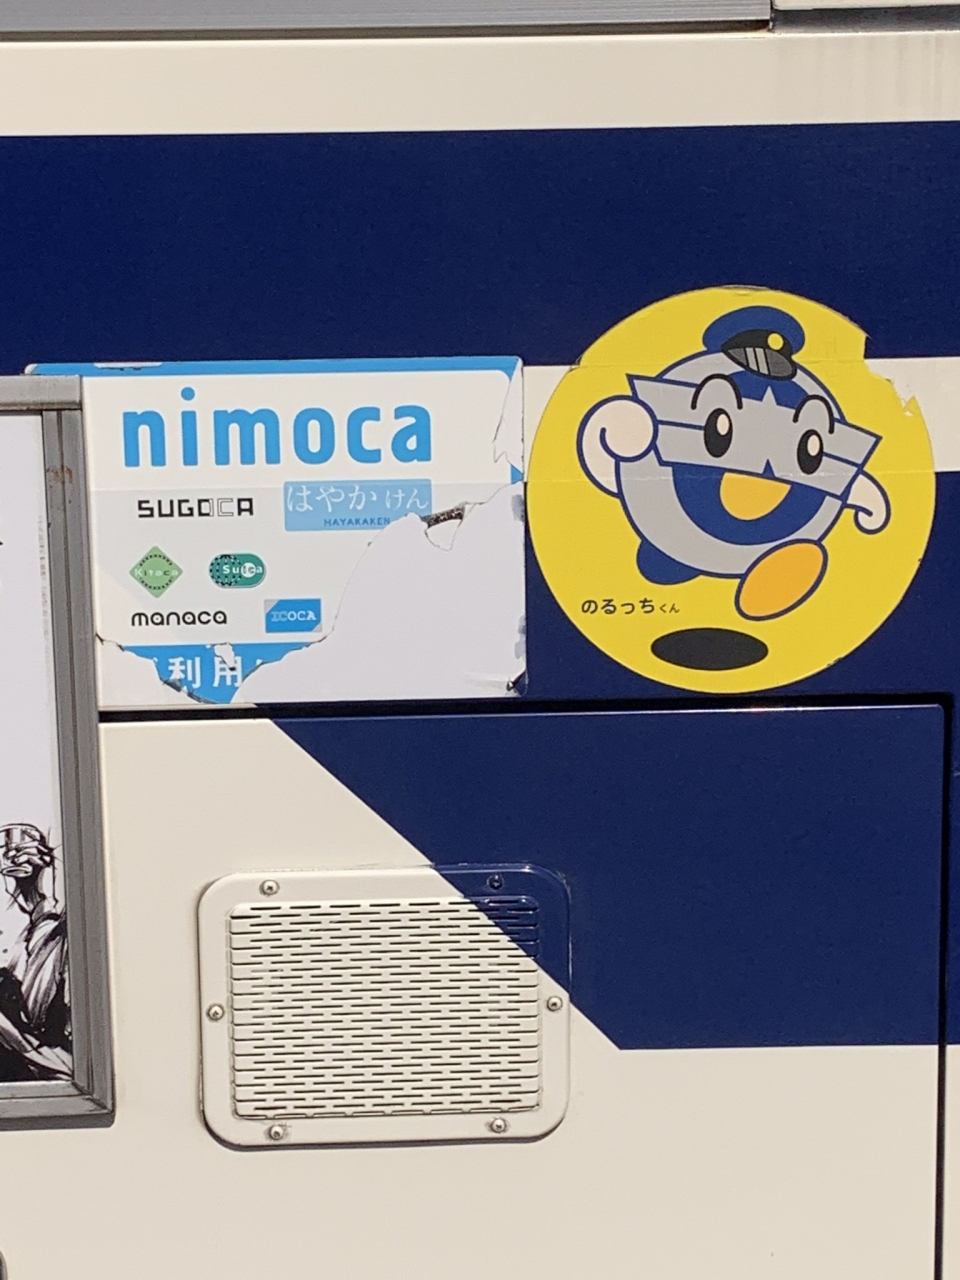 nimoca
SUGOCA
はやかけん
HAYAKAKEN
Kitaca
Suica
manaca
ICOCA
利用
のるっちくん